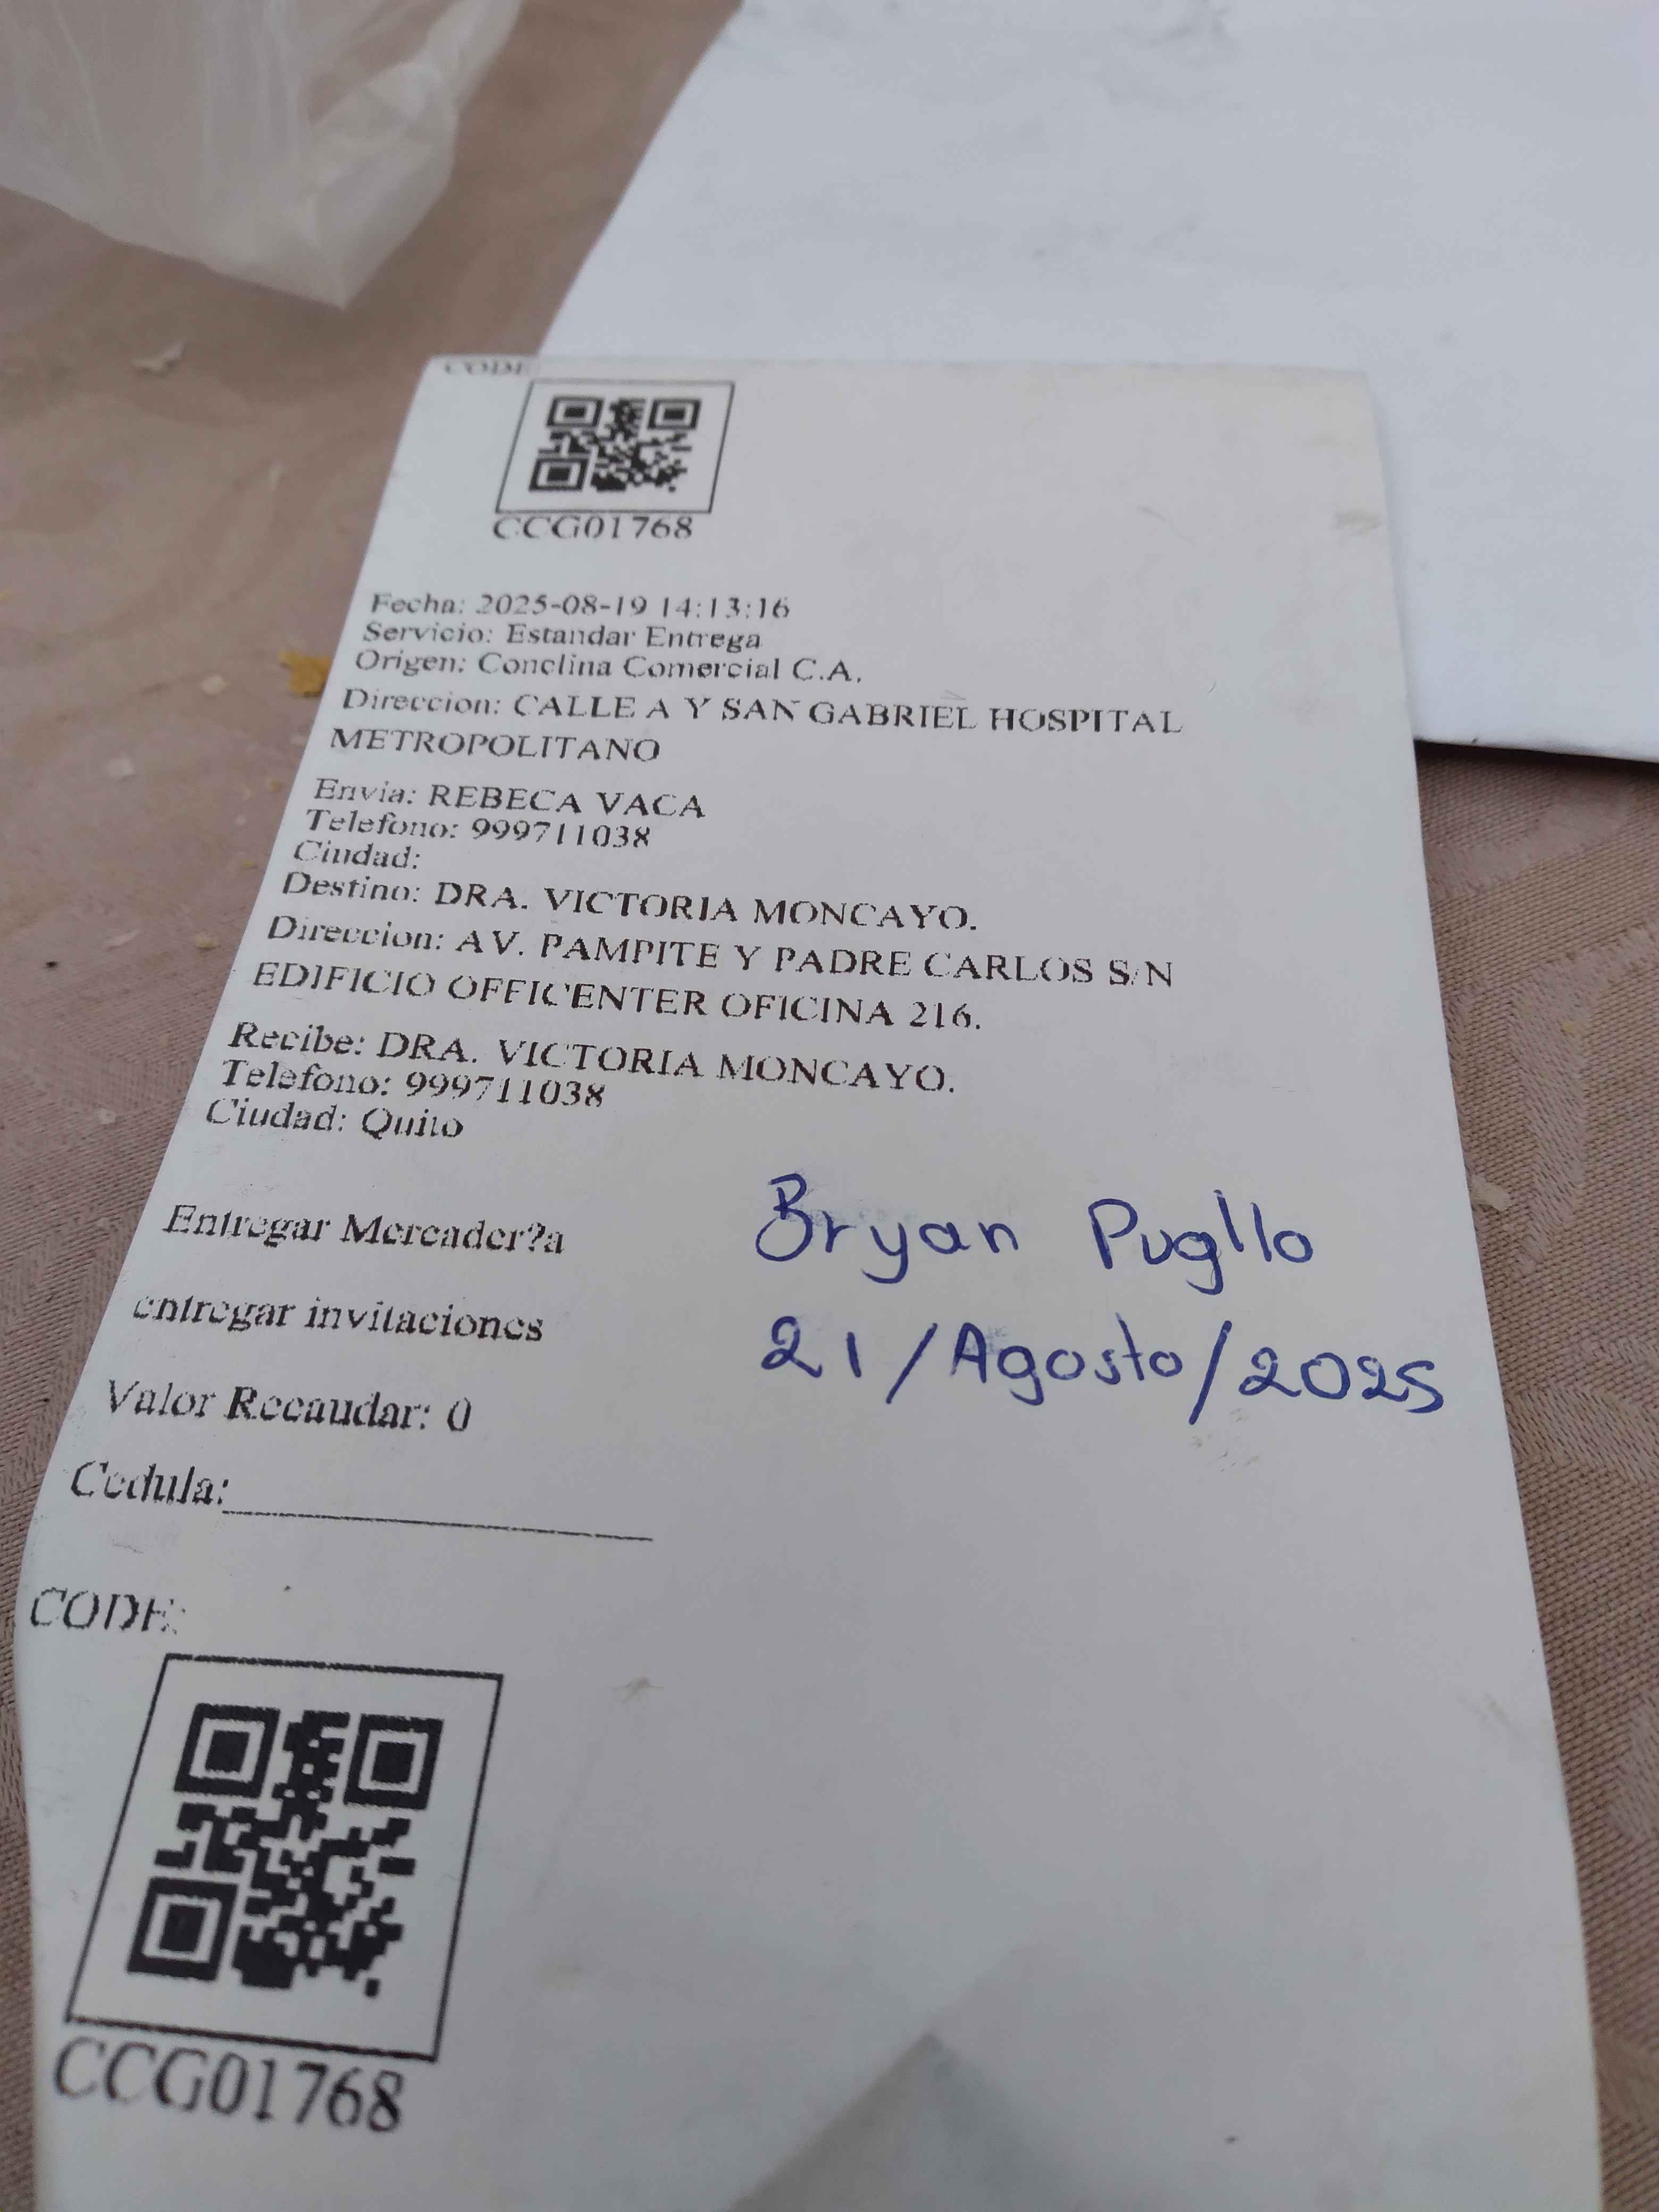 CODE
CCG01768
Fecha: 2025-08-19 14:13:16
Servicio: Estandar Entrega
Origen: Conclina Comercial C.A.
Direccion: CALLE A Y SAN GABRIEL HOSPITAL
METROPOLITANO
Envia: REBECA VACA
Telefono: 999711038
Ciudad:
Destino: DRA. VICTORIA MONCAYO.
Direccion: AV. PAMPITE Y PADRE CARLOS S/N
EDIFICIO OFFICENTER OFICINA 216.
Recibe: DRA. VICTORIA MONCAYO.
Telefono: 999711038
Ciudad: Quito
Entregar Mercader?a
Bryan Pugllo
entregar invitaciones
21/Agosto/2025
Valor Recaudar: 0
Cedula:
CODE:
CCG01768